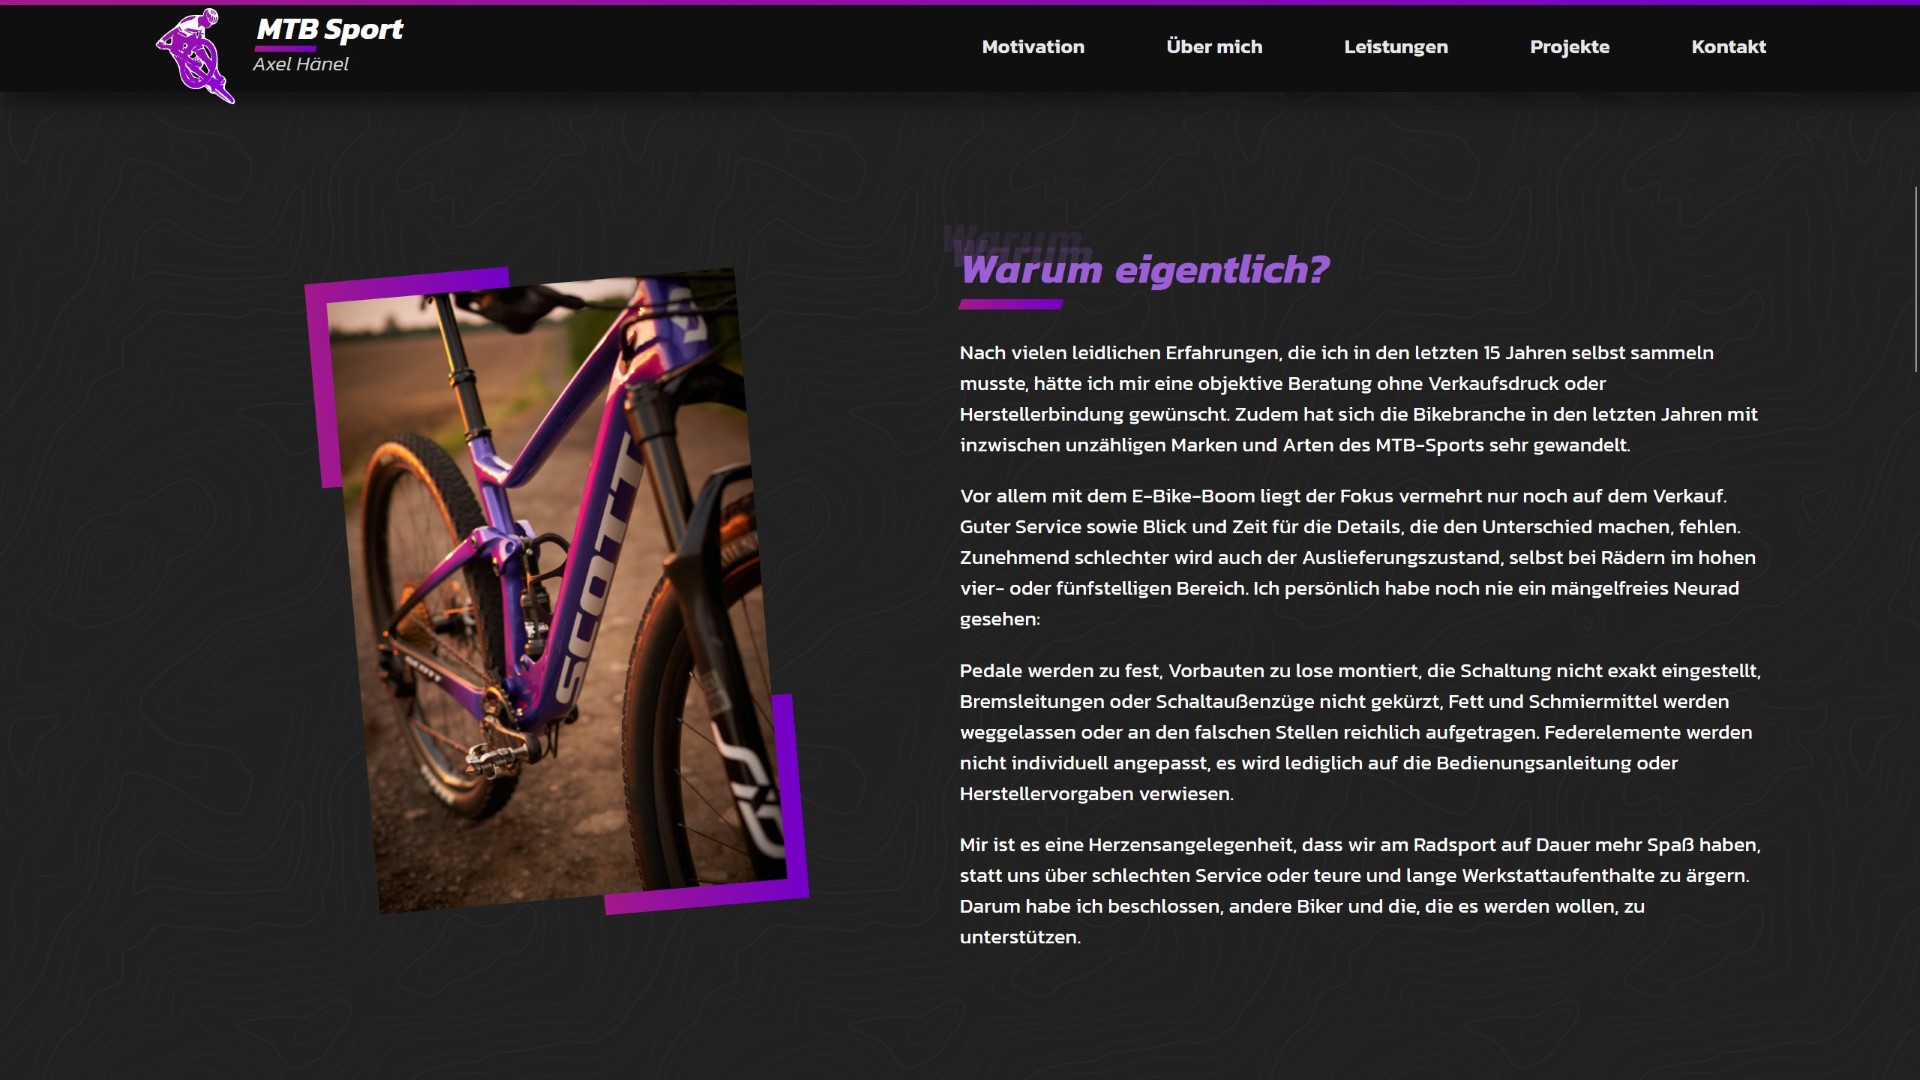 MTB Sport
Axel Hänel
Motivation
Über mich
Leistungen
Projekte
Kontakt
Warum
Warum
Warum eigentlich?
Nach vielen leidlichen Erfahrungen, die ich in den letzten 15 Jahren selbst sammeln
musste, hätte ich mir eine objektive Beratung ohne Verkaufsdruck oder
Herstellerbindung gewünscht. Zudem hat sich die Bikebranche in den letzten Jahren mit
inzwischen unzähligen Marken und Arten des MTB-Sports sehr gewandelt.
Vor allem mit dem E-Bike-Boom liegt der Fokus vermehrt nur noch auf dem Verkauf.
Guter Service sowie Blick und Zeit für die Details, die den Unterschied machen, fehlen.
Zunehmend schlechter wird auch der Auslieferungszustand, selbst bei Rädern im hohen
vier- oder fünfstelligen Bereich. Ich persönlich habe noch nie ein mängelfreies Neurad
gesehen:
Pedale werden zu fest, Vorbauten zu lose montiert, die Schaltung nicht exakt eingestellt,
Bremsleitungen oder Schaltaußenzüge nicht gekürzt, Fett und Schmiermittel werden
weggelassen oder an den falschen Stellen reichlich aufgetragen. Federelemente werden
nicht individuell angepasst, es wird lediglich auf die Bedienungsanleitung oder
Herstellervorgaben verwiesen.
Mir ist es eine Herzensangelegenheit, dass wir am Radsport auf Dauer mehr Spaß haben,
statt uns über schlechten Service oder teure und lange Werkstattaufenthalte zu ärgern.
Darum habe ich beschlossen, andere Biker und die, die es werden wollen, zu
unterstützen.
SCOTT